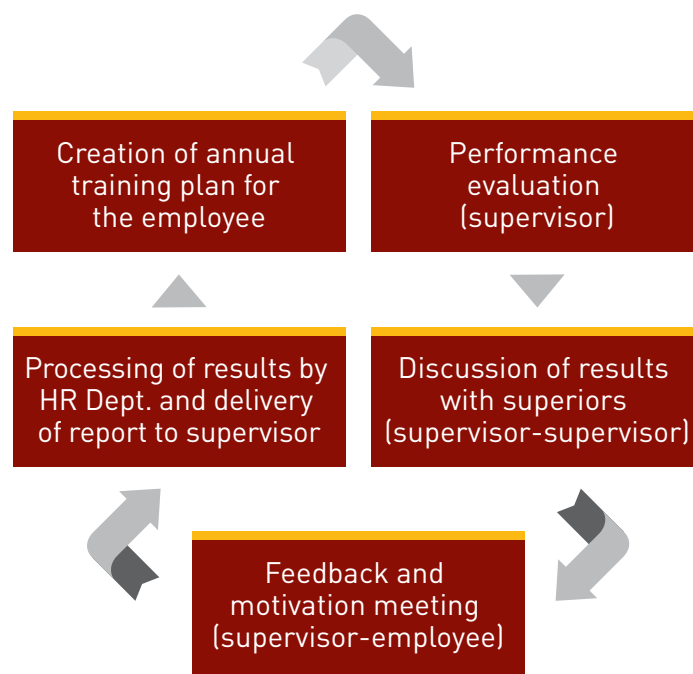 Creation of annual
training plan for
the employee
Performance
evaluation
(supervisor)
Processing of results by
HR Dept. and delivery
of report to supervisor
Discussion of results
with superiors
(supervisor-supervisor)
Feedback and
motivation meeting
(supervisor-employee)